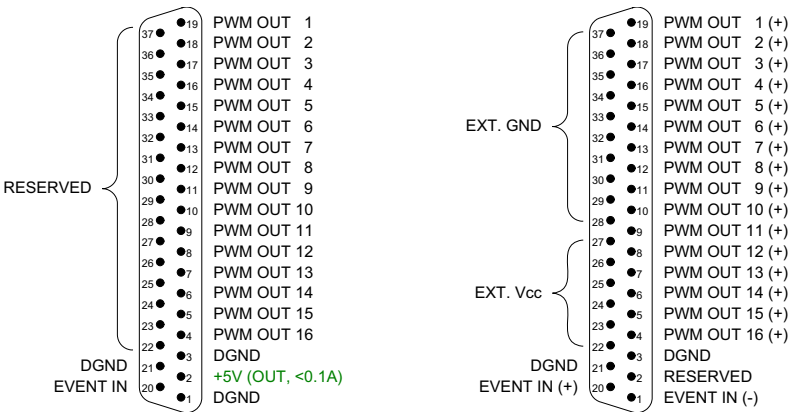 19 PWM OUT 1
37
18 PWM OUT 2
36
17 PWM OUT 3
35
16 PWM OUT 4
34
15 PWM OUT 5
33
14 PWM OUT 6
32
13 PWM OUT 7
31
12 PWM OUT 8
30
RESERVED
11 PWM OUT 9
29
10 PWM OUT 10
28
9 PWM OUT 11
27
8 PWM OUT 12
26
7 PWM OUT 13
25
6 PWM OUT 14
24
5 PWM OUT 15
23
4 PWM OUT 16
22
3 DGND
DGND 21
2 +5V (OUT, <0.1A)
EVENT IN 20
1 DGND
19 PWM OUT 1 (+)
37
18 PWM OUT 2 (+)
36
17 PWM OUT 3 (+)
35
16 PWM OUT 4 (+)
34
15 PWM OUT 5 (+)
33
EXT. GND
14 PWM OUT 6 (+)
32
13 PWM OUT 7 (+)
31
12 PWM OUT 8 (+)
30
11 PWM OUT 9 (+)
29
10 PWM OUT 10 (+)
28
9 PWM OUT 11 (+)
27
8 PWM OUT 12 (+)
26
7 PWM OUT 13 (+)
25
EXT. Vcc
6 PWM OUT 14 (+)
24
5 PWM OUT 15 (+)
23
4 PWM OUT 16 (+)
22
3 DGND
DGND 21
2 RESERVED
EVENT IN (+) 20
1 EVENT IN (-)